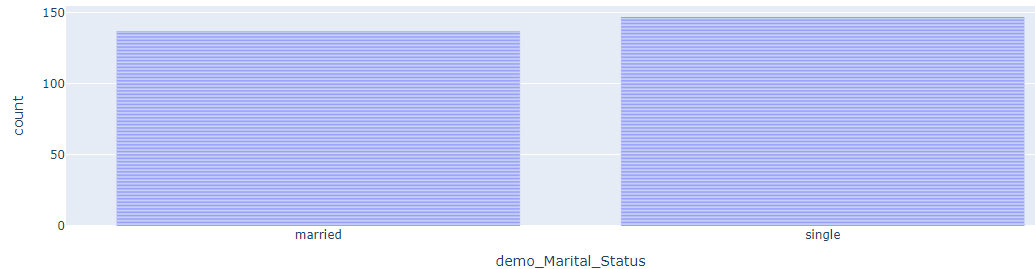 150
100
50
0
count
married
single
demo_Marital_Status